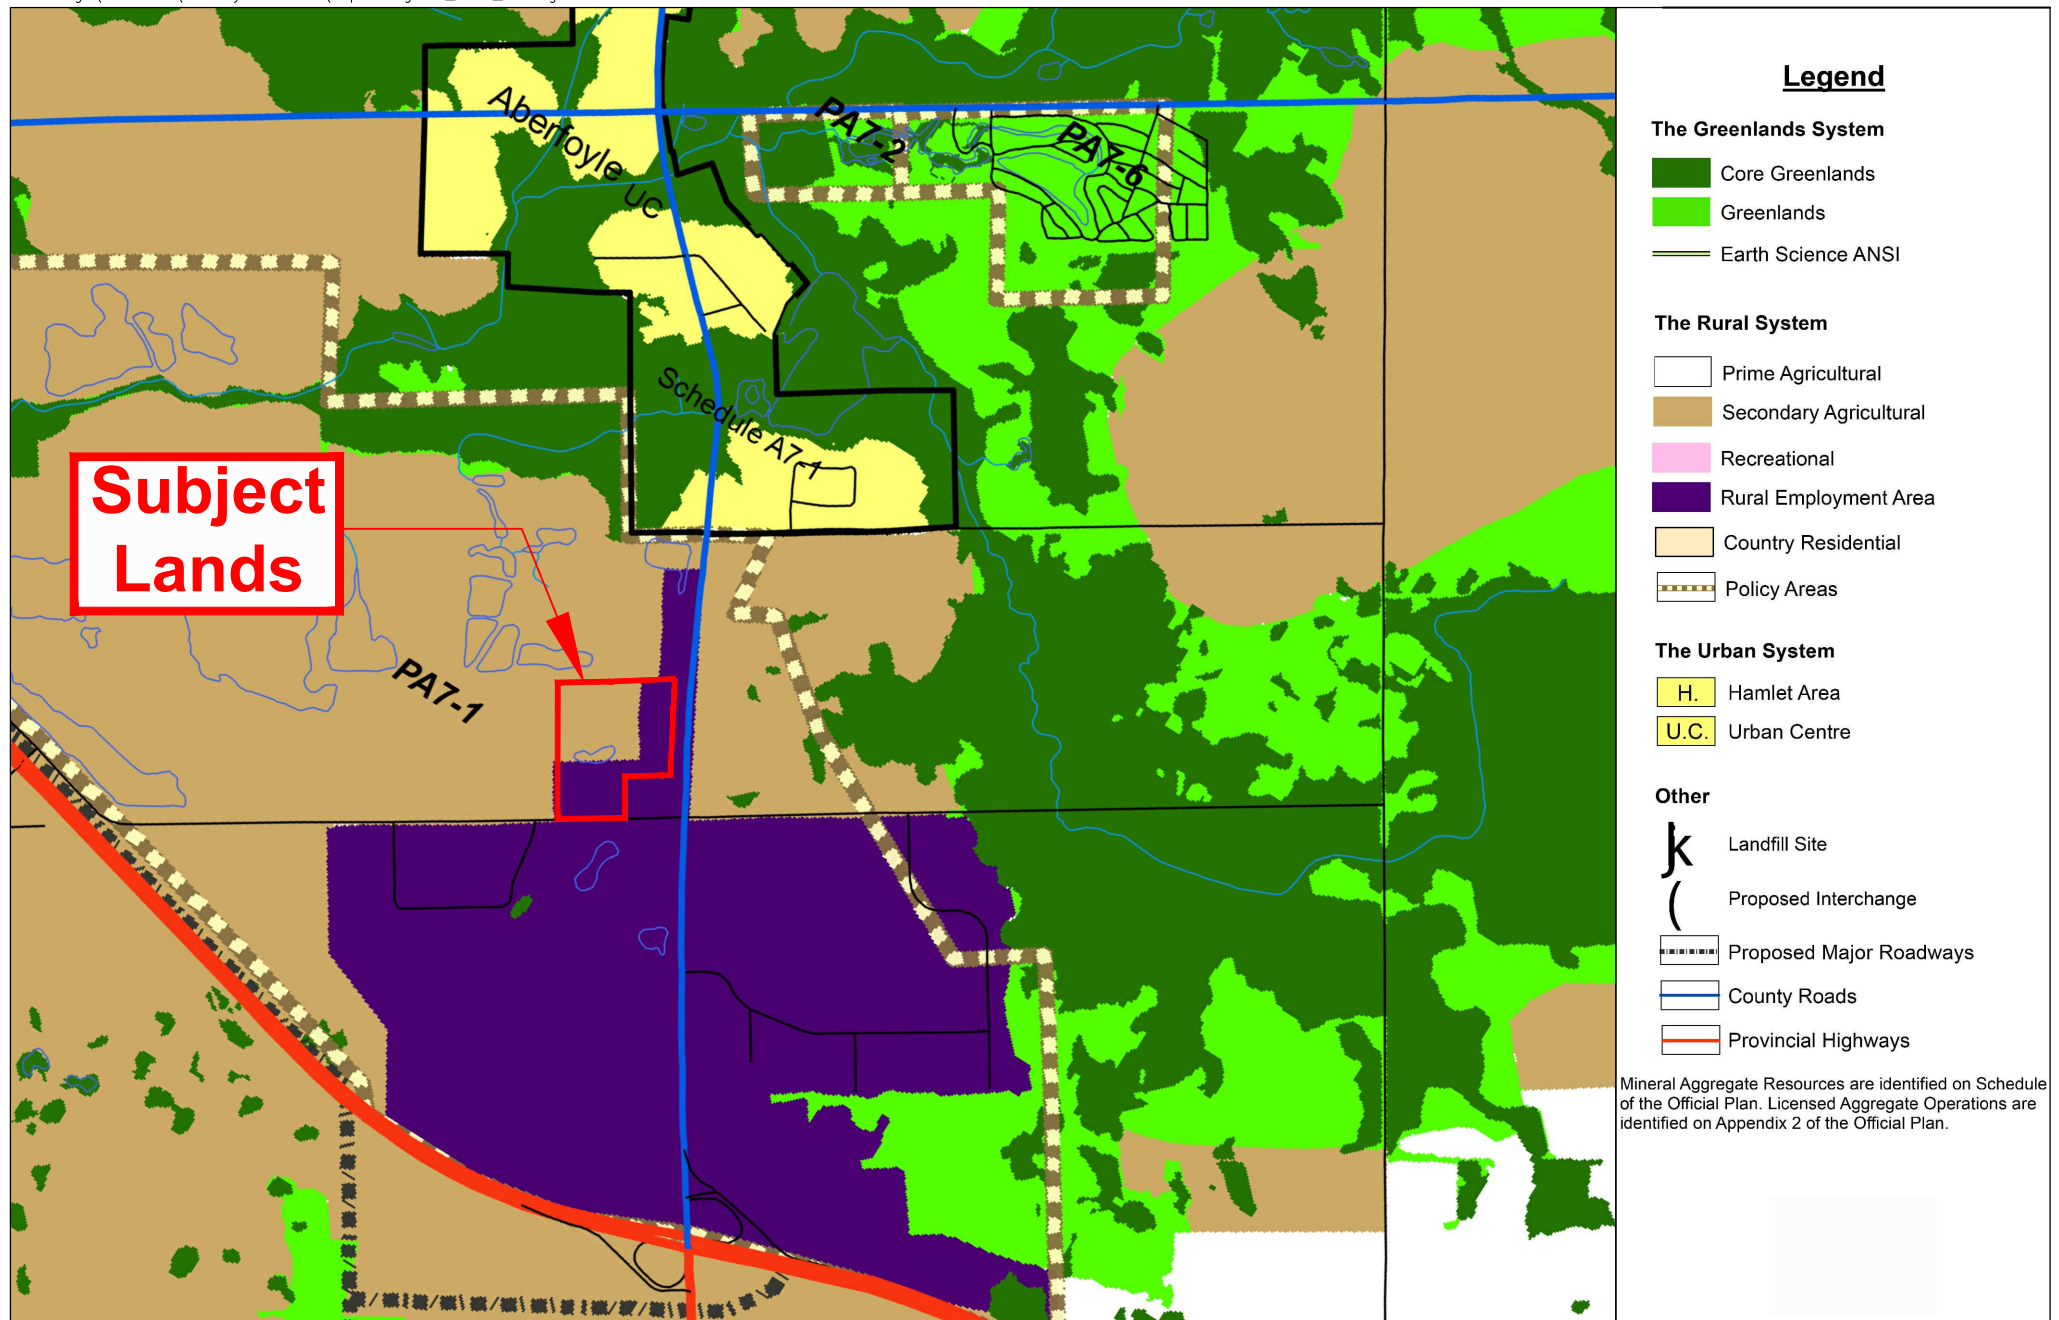 Aberfoyle UC
PA7-2
PA7-6
Schedule A7-1
Subject
Lands
PA7-1
Legend
The Greenlands System
Core Greenlands
Greenlands
Earth Science ANSI
The Rural System
Prime Agricultural
Secondary Agricultural
Recreational
Rural Employment Area
Country Residential
Policy Areas
The Urban System
H. Hamlet Area
U.C. Urban Centre
Other
Jk Landfill Site
( Proposed Interchange
Proposed Major Roadways
County Roads
Provincial Highways
Mineral Aggregate Resources are identified on Schedule
of the Official Plan. Licensed Aggregate Operations are
identified on Appendix 2 of the Official Plan.